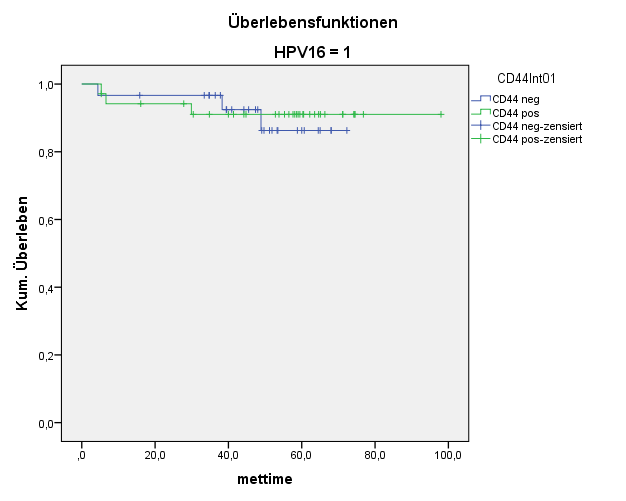 Überlebensfunktionen
HPV16 = 1
CD44Int01
CD44 neg
CD44 pos
CD44 neg-zensiert
CD44 pos-zensiert
Kum. Überleben
1,0
0,8
0,6
0,4
0,2
0,0
,0 20,0 40,0 60,0 80,0 100,0
mettime